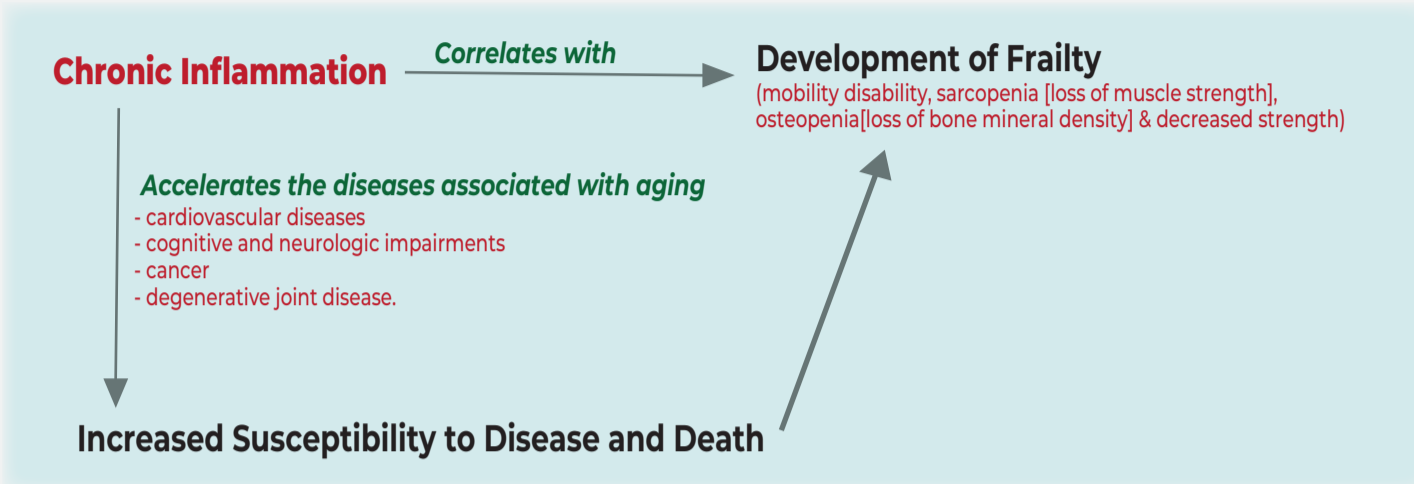 Chronic Inflammation
Correlates with
Development of Frailty
(mobility disability, sarcopenia [loss of muscle strength],
osteopenia[loss of bone mineral density] & decreased strength)
Accelerates the diseases associated with aging
- cardiovascular diseases
- cognitive and neurologic impairments
- cancer
- degenerative joint disease.
Increased Susceptibility to Disease and Death